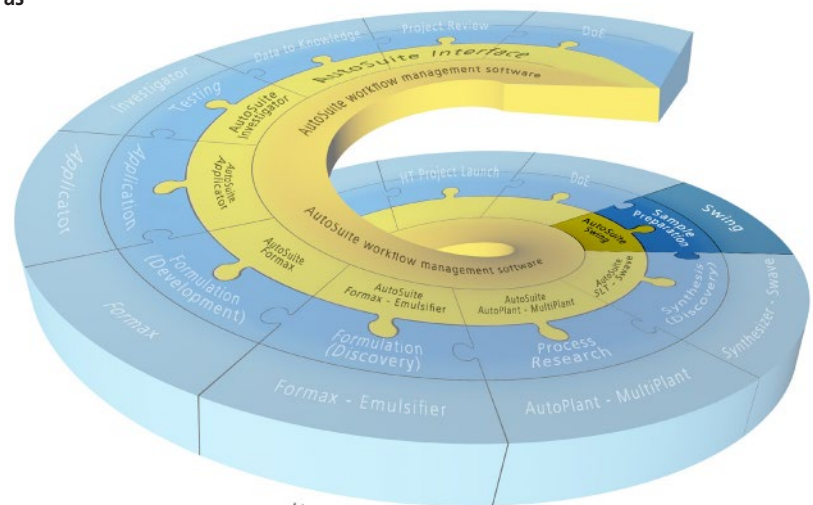 as
Data to Knowledge
Project Review
DoE
Investigator
Testing
AutoSuite Interface
AutoSuite
Investigator
AutoSuite workflow management software
Applicator
Application
AutoSuite
Applicator
HT Project Launch
DoE
Sample
Preparation
Swing
AutoSuite
Swing
AutoSuite workflow management software
Formax
Formulation
(Development)
AutoSuite
Formax
AutoSuite
Formax - Emulsifier
AutoSuite
AutoPlant - MultiPlant
AutoSuite
SLT - Swave
Synthesis
(Discovery)
Synthesizer - Swave
Formulation
(Discovery)
Process
Research
Formax - Emulsifier
AutoPlant - MultiPlant